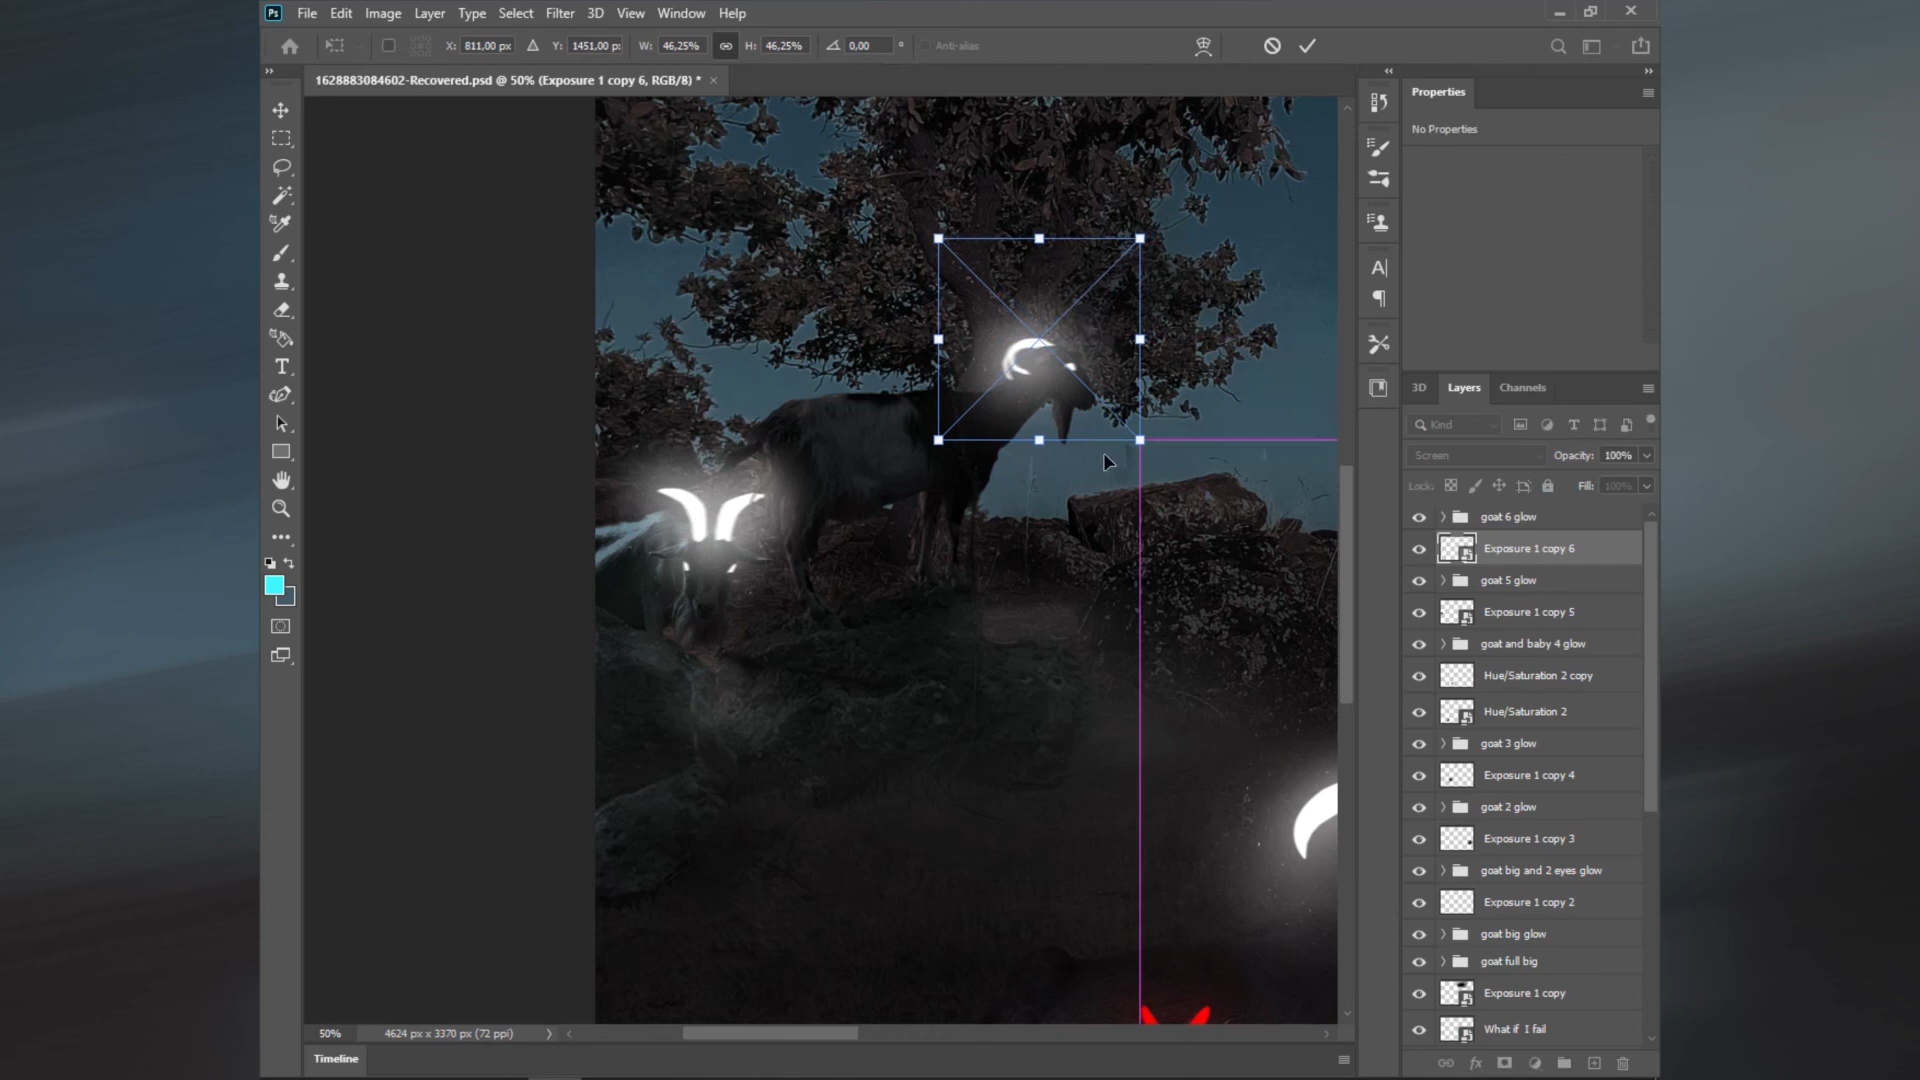 Ps File Edit Image Layer Type Select Filter 3D View Window Help
X: 811,00 px Y: 1451,00 p: W: 46,25% H: 46,25% 0,00 ° Anti-alias
1628883084602-Recovered.psd @ 50% (Exposure 1 copy 6, RGB/8) *
Properties
No Properties
3D Layers Channels
Kind
Screen Opacity: 100%
Lock: Fill: 100%
goat 6 glow
Exposure 1 copy 6
goat 5 glow
Exposure 1 copy 5
goat and baby 4 glow
Hue/Saturation 2 copy
Hue/Saturation 2
goat 3 glow
Exposure 1 copy 4
goat 2 glow
Exposure 1 copy 3
goat big and 2 eyes glow
Exposure 1 copy 2
goat big glow
goat full big
Exposure 1 copy
What if I fail
50% 4624 px x 3370 px (72 ppi)
Timeline